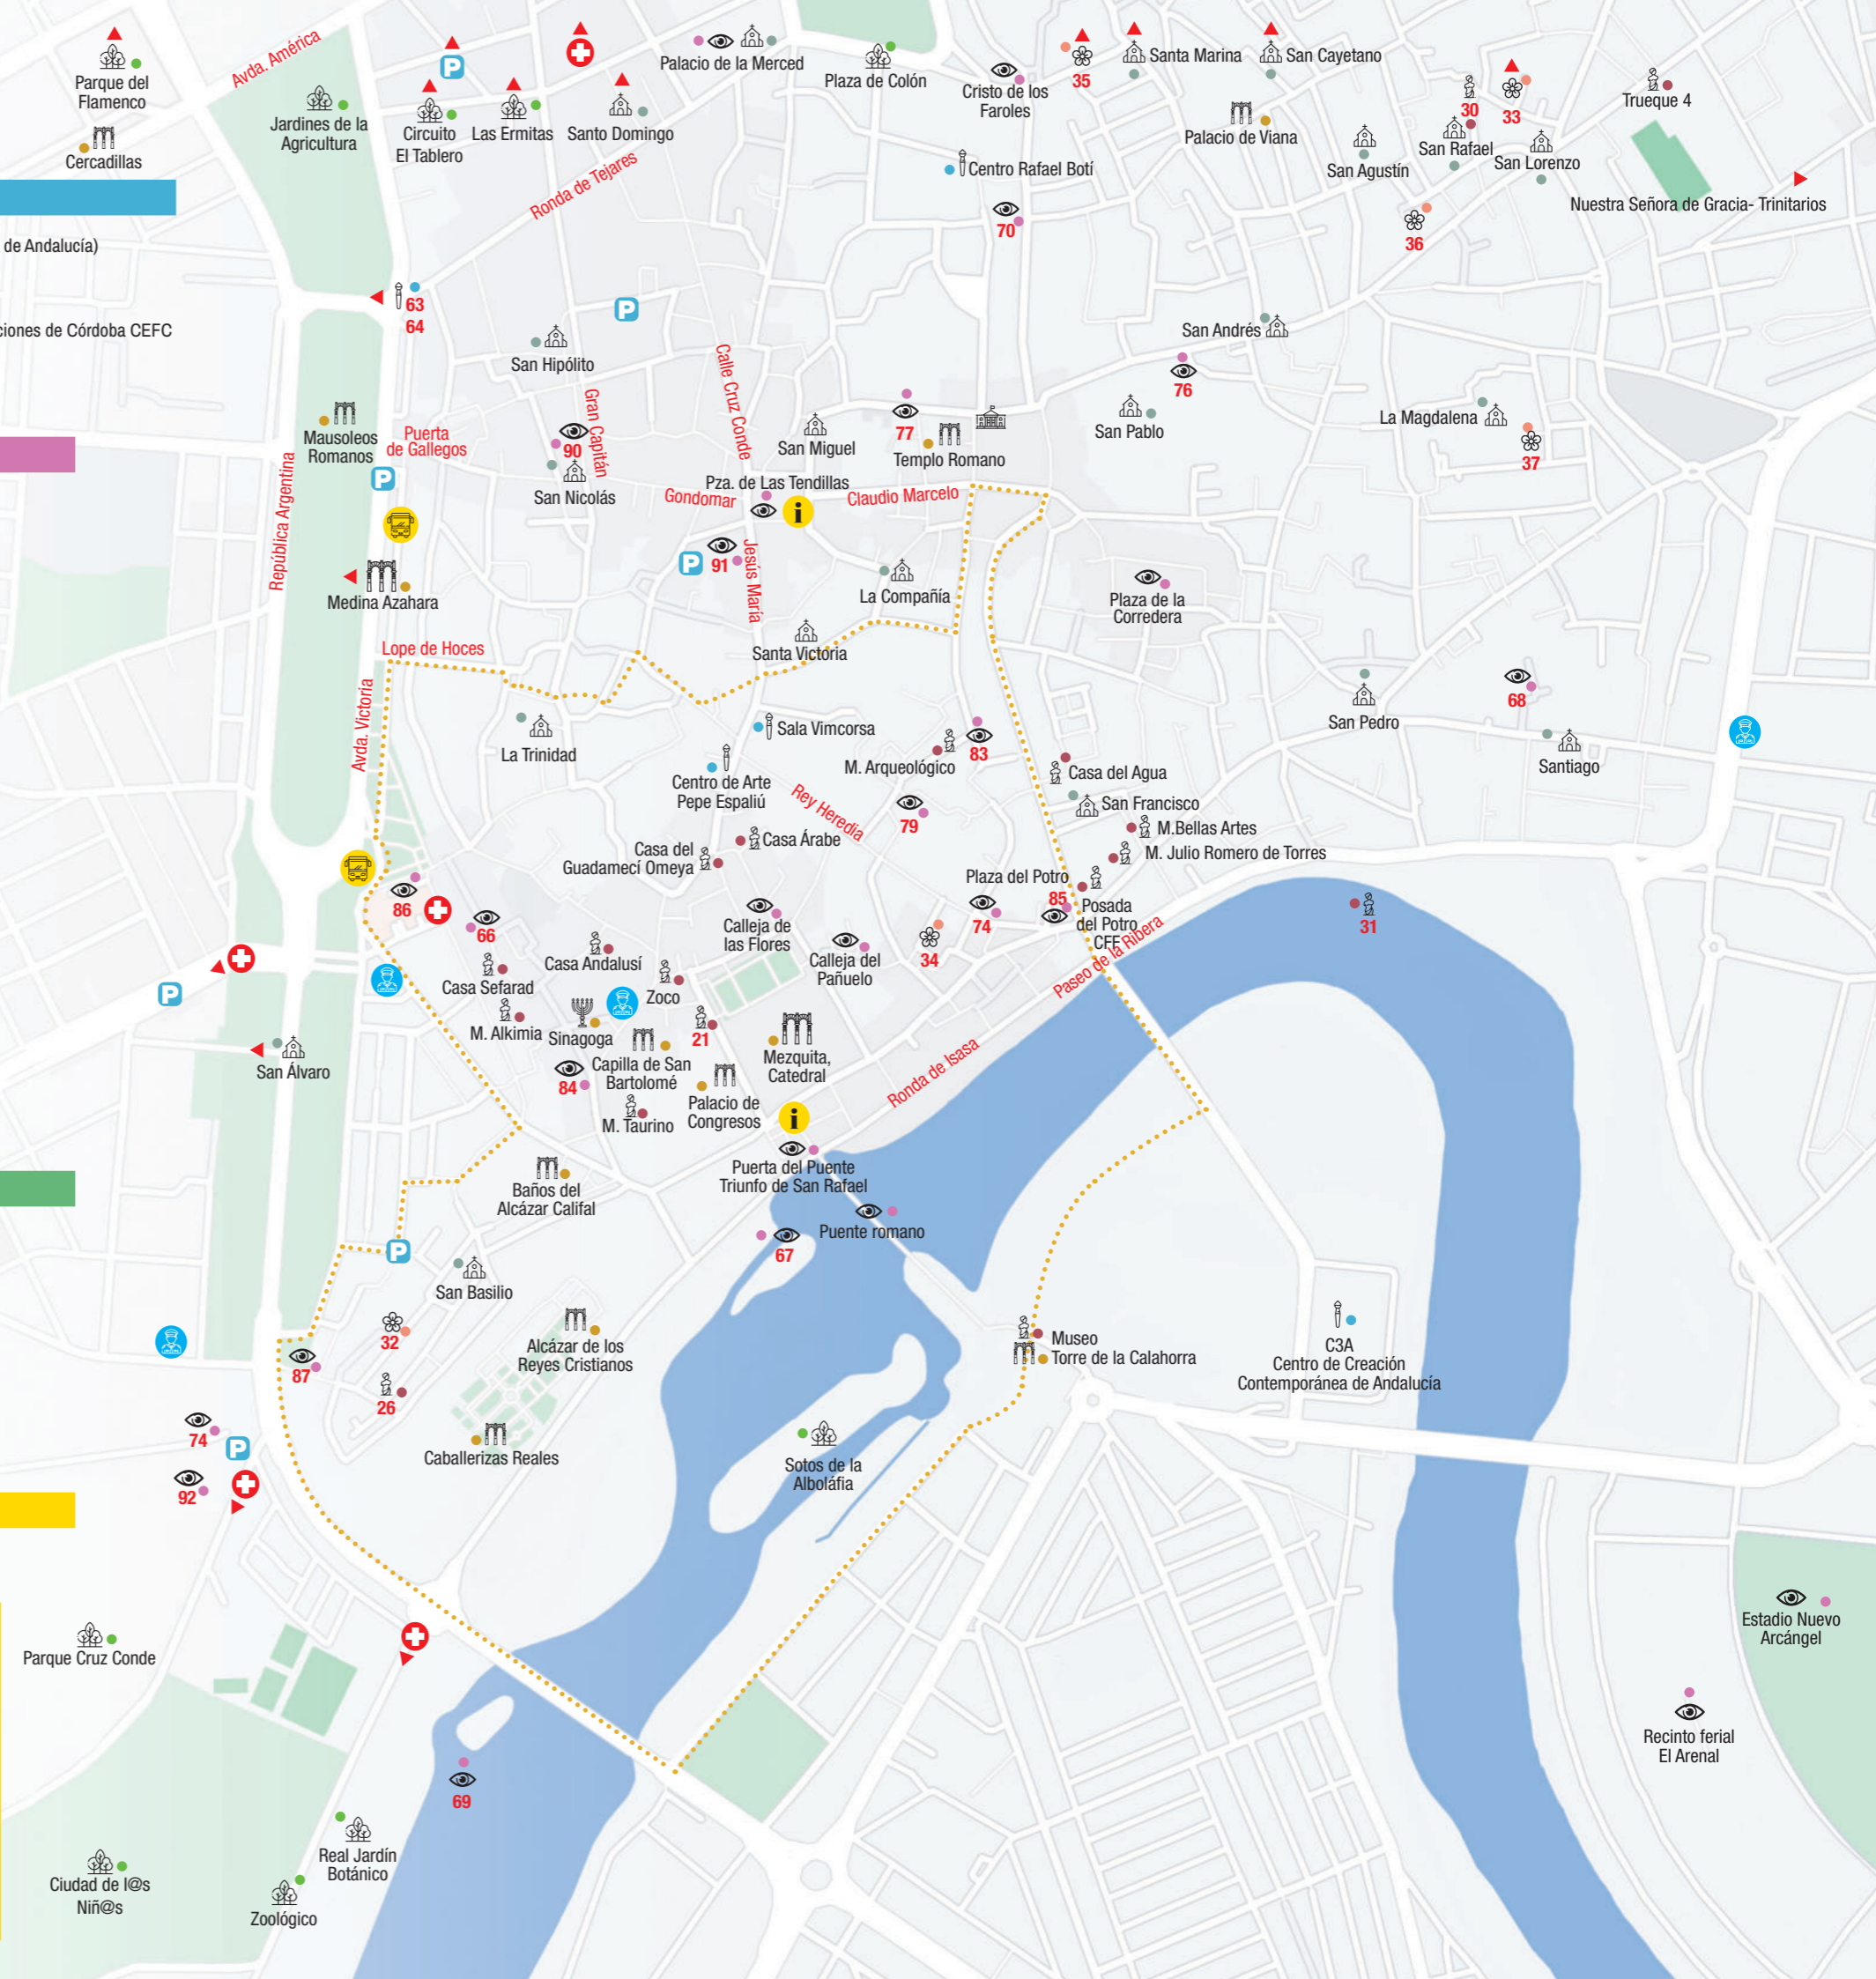 Parque del
Flamenco
Cercadillas
Avda. América
Jardines de la
Agricultura
P
Circuito
El Tablero
Las Ermitas
Santo Domingo
Ronda de Tejares
Palacio de la Merced
Plaza de Colón
Cristo de los
Faroles
35
Santa Marina
San Cayetano
Palacio de Viana
30
33
Trueque 4
San Agustín
San Rafael
San Lorenzo
Centro Rafael Botí
Nuestra Señora de Gracia- Trinitarios
70
36
de Andalucía)
ciones de Córdoba CEFC
63
64
P
San Hipólito
Calle Cruz Conde
San Andrés
76
Mausoleos
Romanos
Puerta
de Gallegos
Gran Capitán
90
San Nicolás
San Miguel
77
Templo Romano
San Pablo
La Magdalena
37
República Argentina
P
Gondomar
Pza. de Las Tendillas
i
Claudio Marcelo
P
91
Jesús María
La Compañía
Medina Azahara
Plaza de la
Corredera
Lope de Hoces
Santa Victoria
Avda. Victoria
La Trinidad
Sala Vimcorsa
Centro de Arte
Pepe Espaliú
M. Arqueológico
83
Casa del Agua
San Pedro
68
Santiago
Rey Heredia
79
San Francisco
M.Bellas Artes
M. Julio Romero de Torres
Casa Árabe
Casa del
Guadamecí Omeya
Plaza del Potro
85
Posada
del Potro
CFF
74
34
31
86
66
Calleja de
las Flores
Calleja del
Pañuelo
Paseo de la Ribera
Casa Andalusí
Casa Sefarad
Zoco
M. Alkimia
Sinagoga
21
P
San Álvaro
84
Capilla de San
Bartolomé
Mezquita,
Catedral
Ronda de Isasa
Palacio de
Congresos
M. Taurino
i
Puerta del Puente
Triunfo de San Rafael
Baños del
Alcázar Califal
Puente romano
67
P
San Basilio
32
87
26
Alcázar de los
Reyes Cristianos
Museo
Torre de la Calahorra
C3A
Centro de Creación
Contemporánea de Andalucía
74
P
92
Caballerizas Reales
Sotos de la
Alboláfia
Parque Cruz Conde
Estadio Nuevo
Arcángel
Recinto ferial
El Arenal
69
Real Jardín
Botánico
Ciudad de l@s
Niñ@s
Zoológico